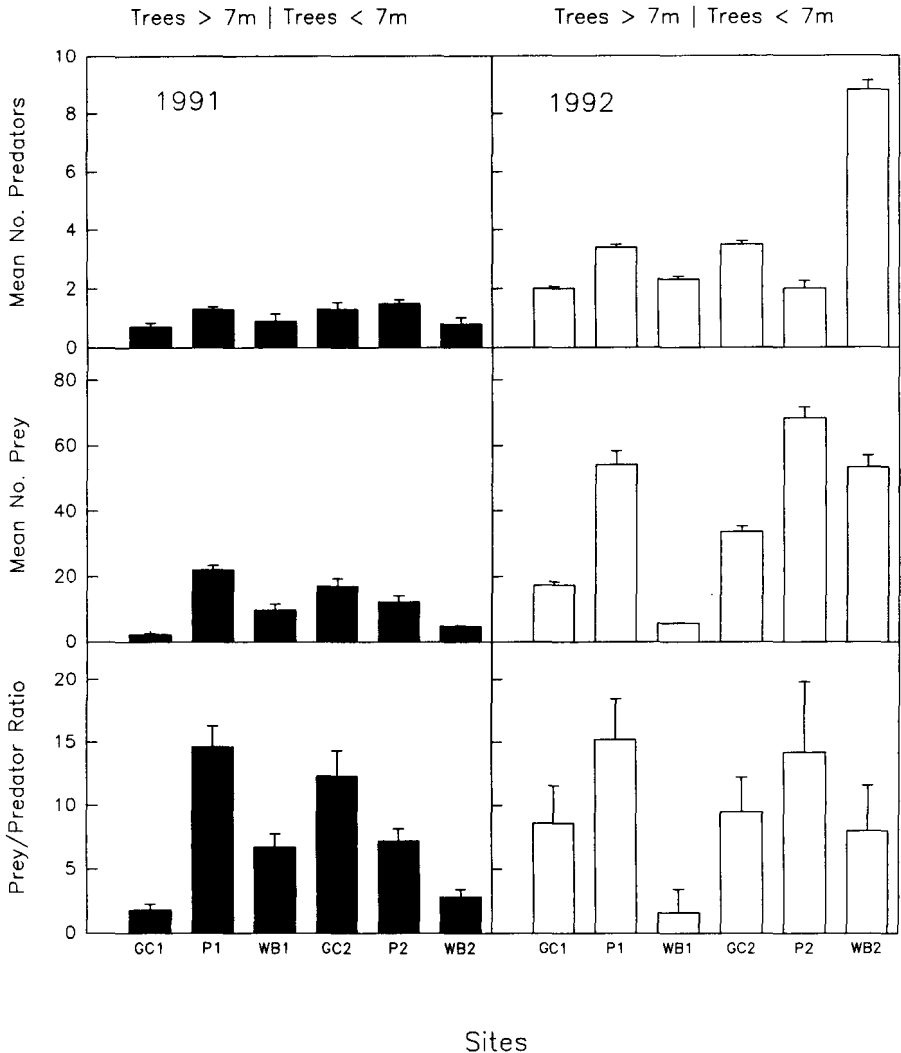 Trees > 7m | Trees < 7m
Trees > 7m | Trees < 7m
1991
1992
Mean No. Predators
10
8
6
4
2
0
Mean No. Prey
80
60
40
20
0
Prey/Predator Ratio
20
15
10
5
0
GC1 P1 WB1 GC2 P2 WB2
GC1 P1 WB1 GC2 P2 WB2
Sites